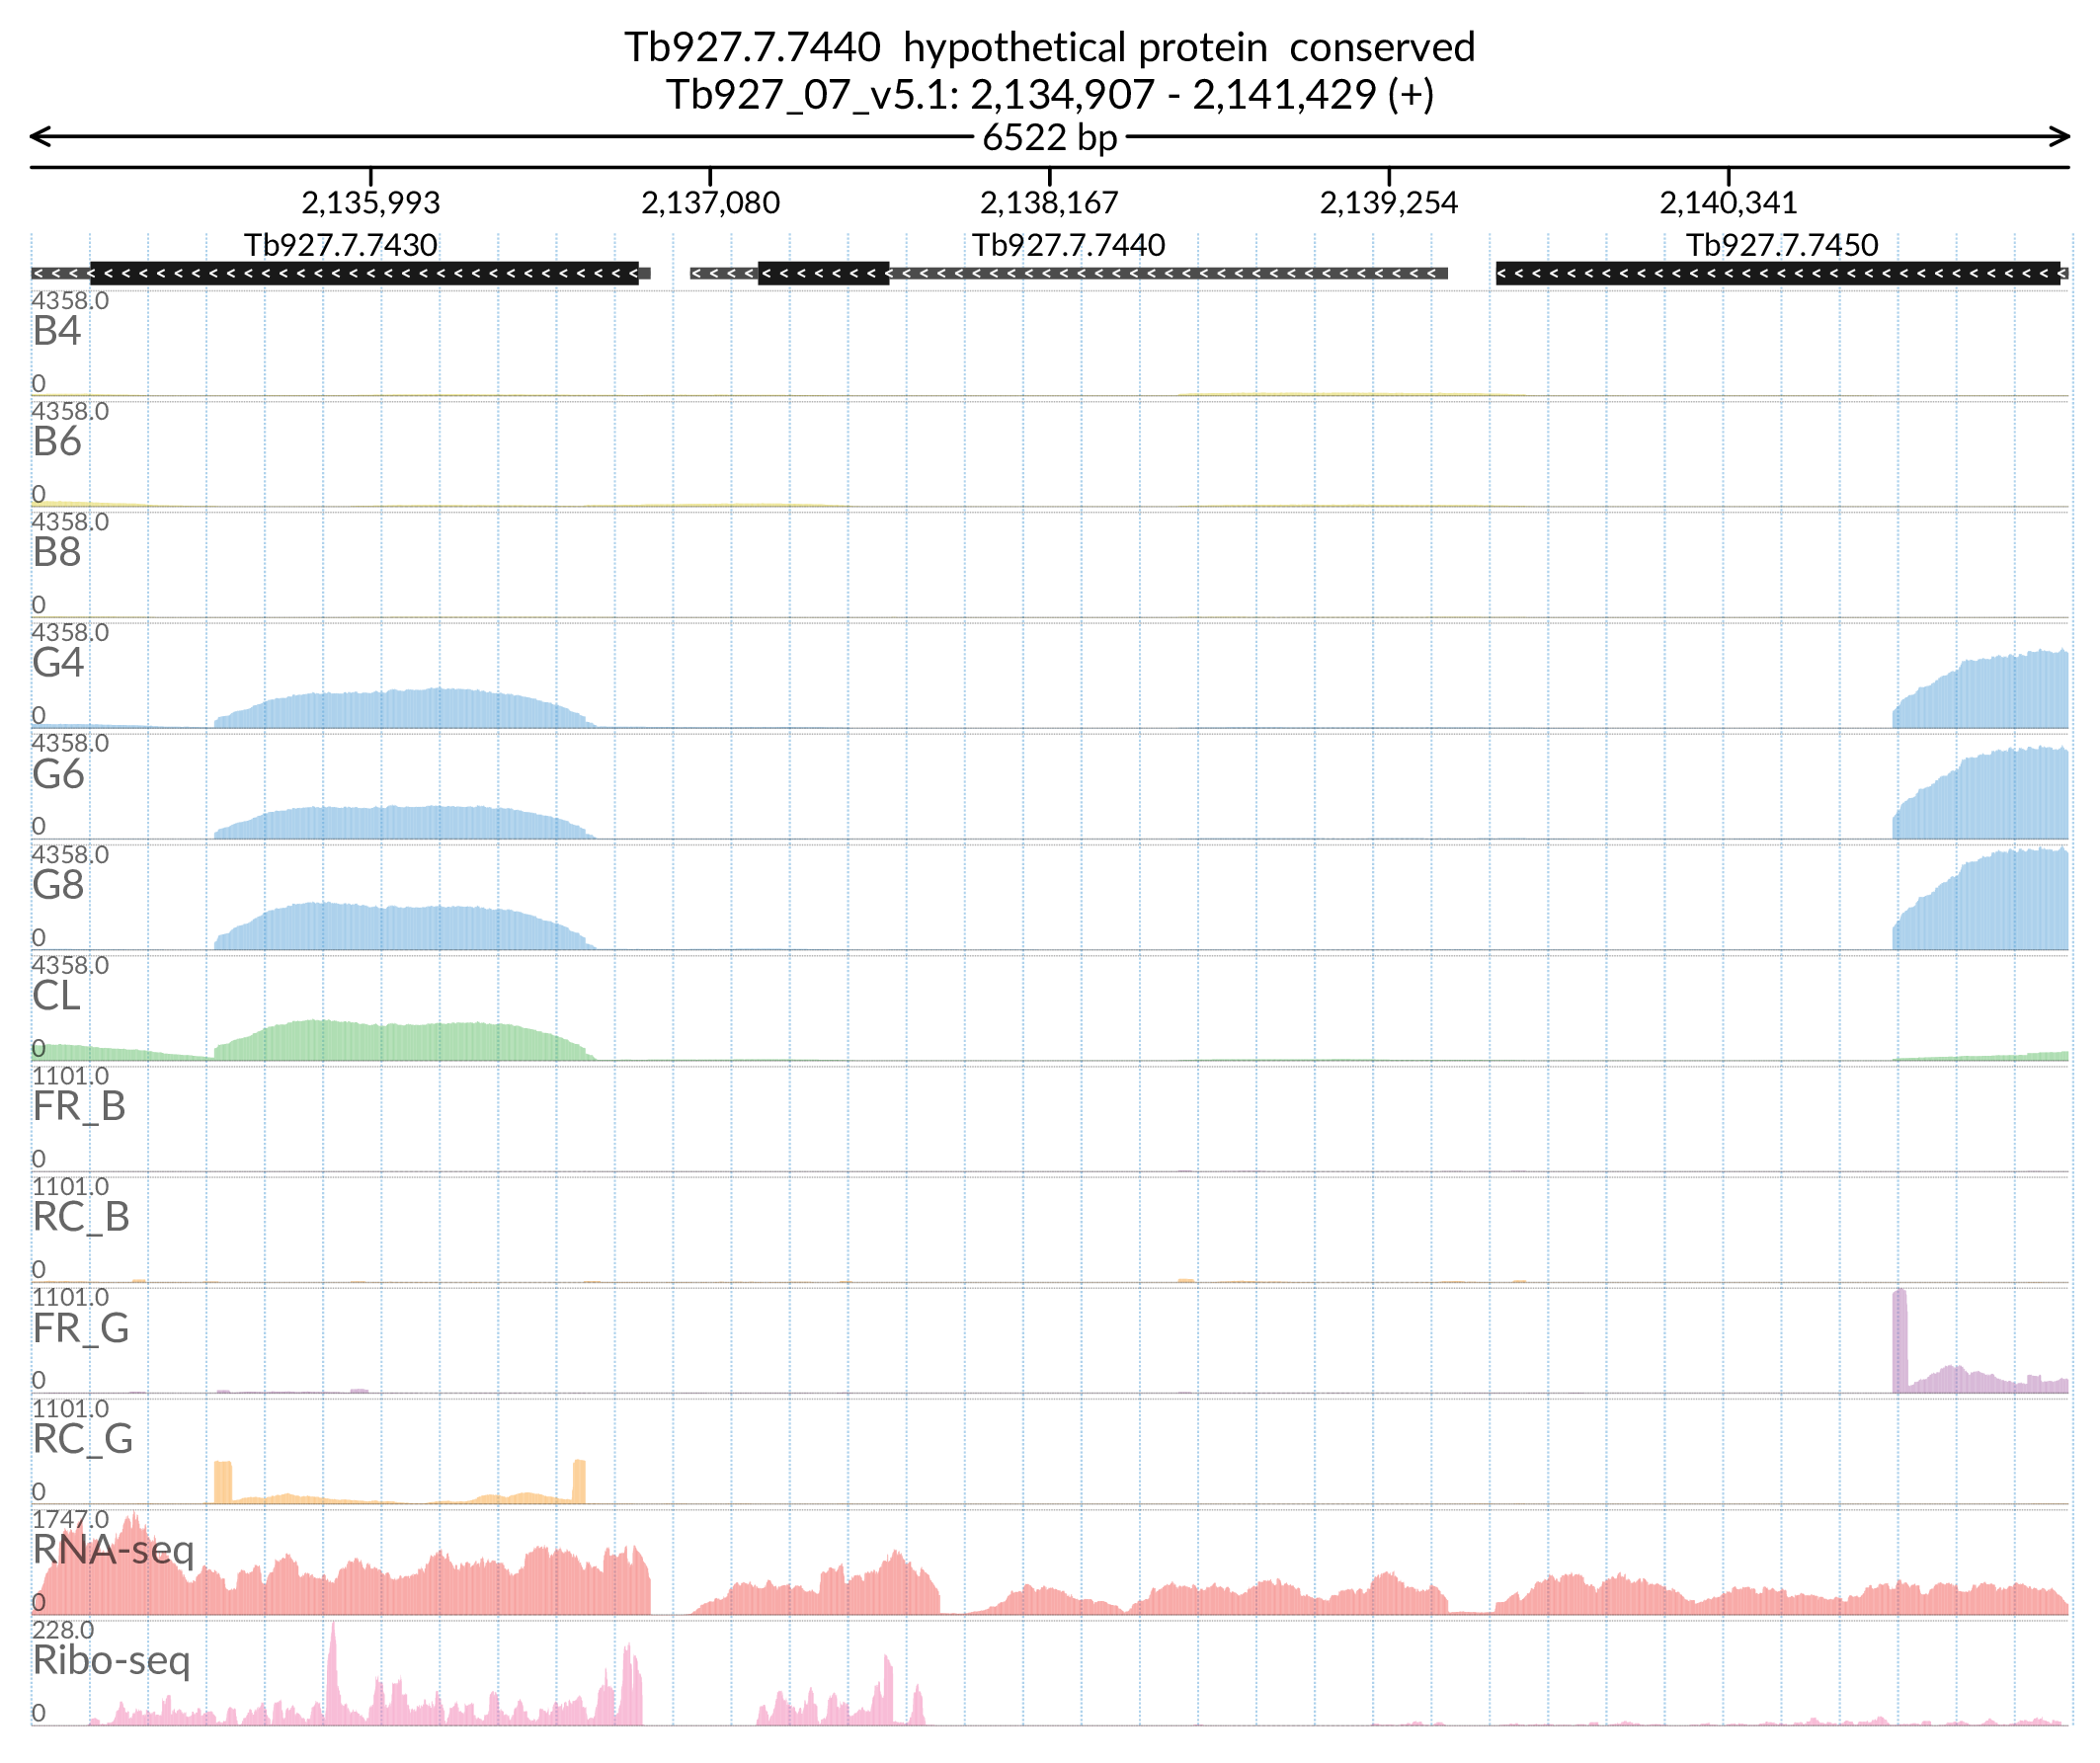 Tb927.7.7440 hypothetical protein conserved
Tb927_07_v5.1: 2,134,907 - 2,141,429 (+)
6522 bp
2,135,993 2,137,080 2,138,167 2,139,254 2,140,341
Tb927.7.7430 Tb927.7.7440 Tb927.7.7450
4358.0
B4
0
4358.0
B6
0
4358.0
B8
0
4358.0
G4
0
4358.0
G6
0
4358.0
G8
0
4358.0
CL
0
1101.0
FR_B
0
1101.0
RC_B
0
1101.0
FR_G
0
1101.0
RC_G
0
1747.0
RNA-seq
0
228.0
Ribo-seq
0